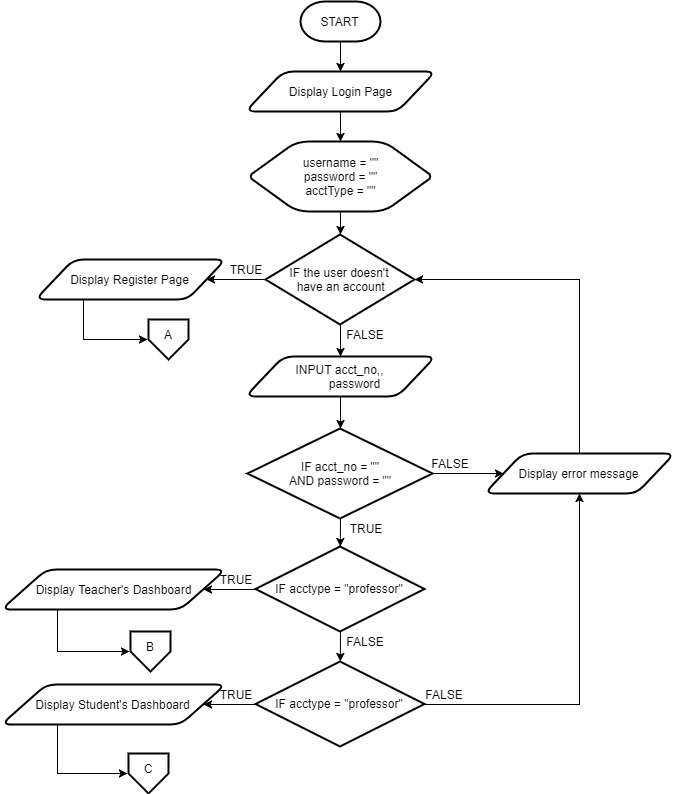 START
Display Login Page
username = ""
password = ""
acctType = ""
IF the user doesn't
have an account
TRUE
Display Register Page
A
FALSE
INPUT acct_no,,
password
IF acct_no = ""
AND password = ""
FALSE
Display error message
TRUE
IF acctype = "professor"
TRUE
Display Teacher's Dashboard
B
FALSE
IF acctype = "professor"
TRUE
Display Student's Dashboard
FALSE
C